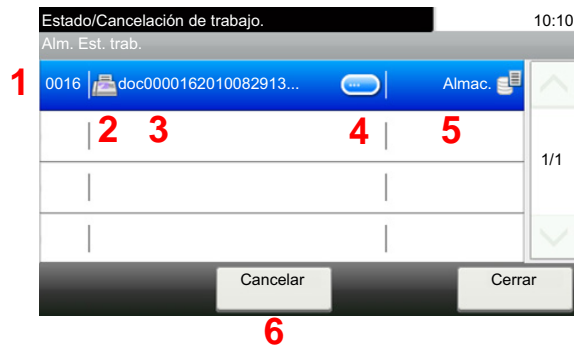 Estado/Cancelación de trabajo. 10:10
Alm. Est. trab.
1 0016 doc0000162010082913... ... Almac.
2 3 4 5
1/1
Cancelar Cerrar
6